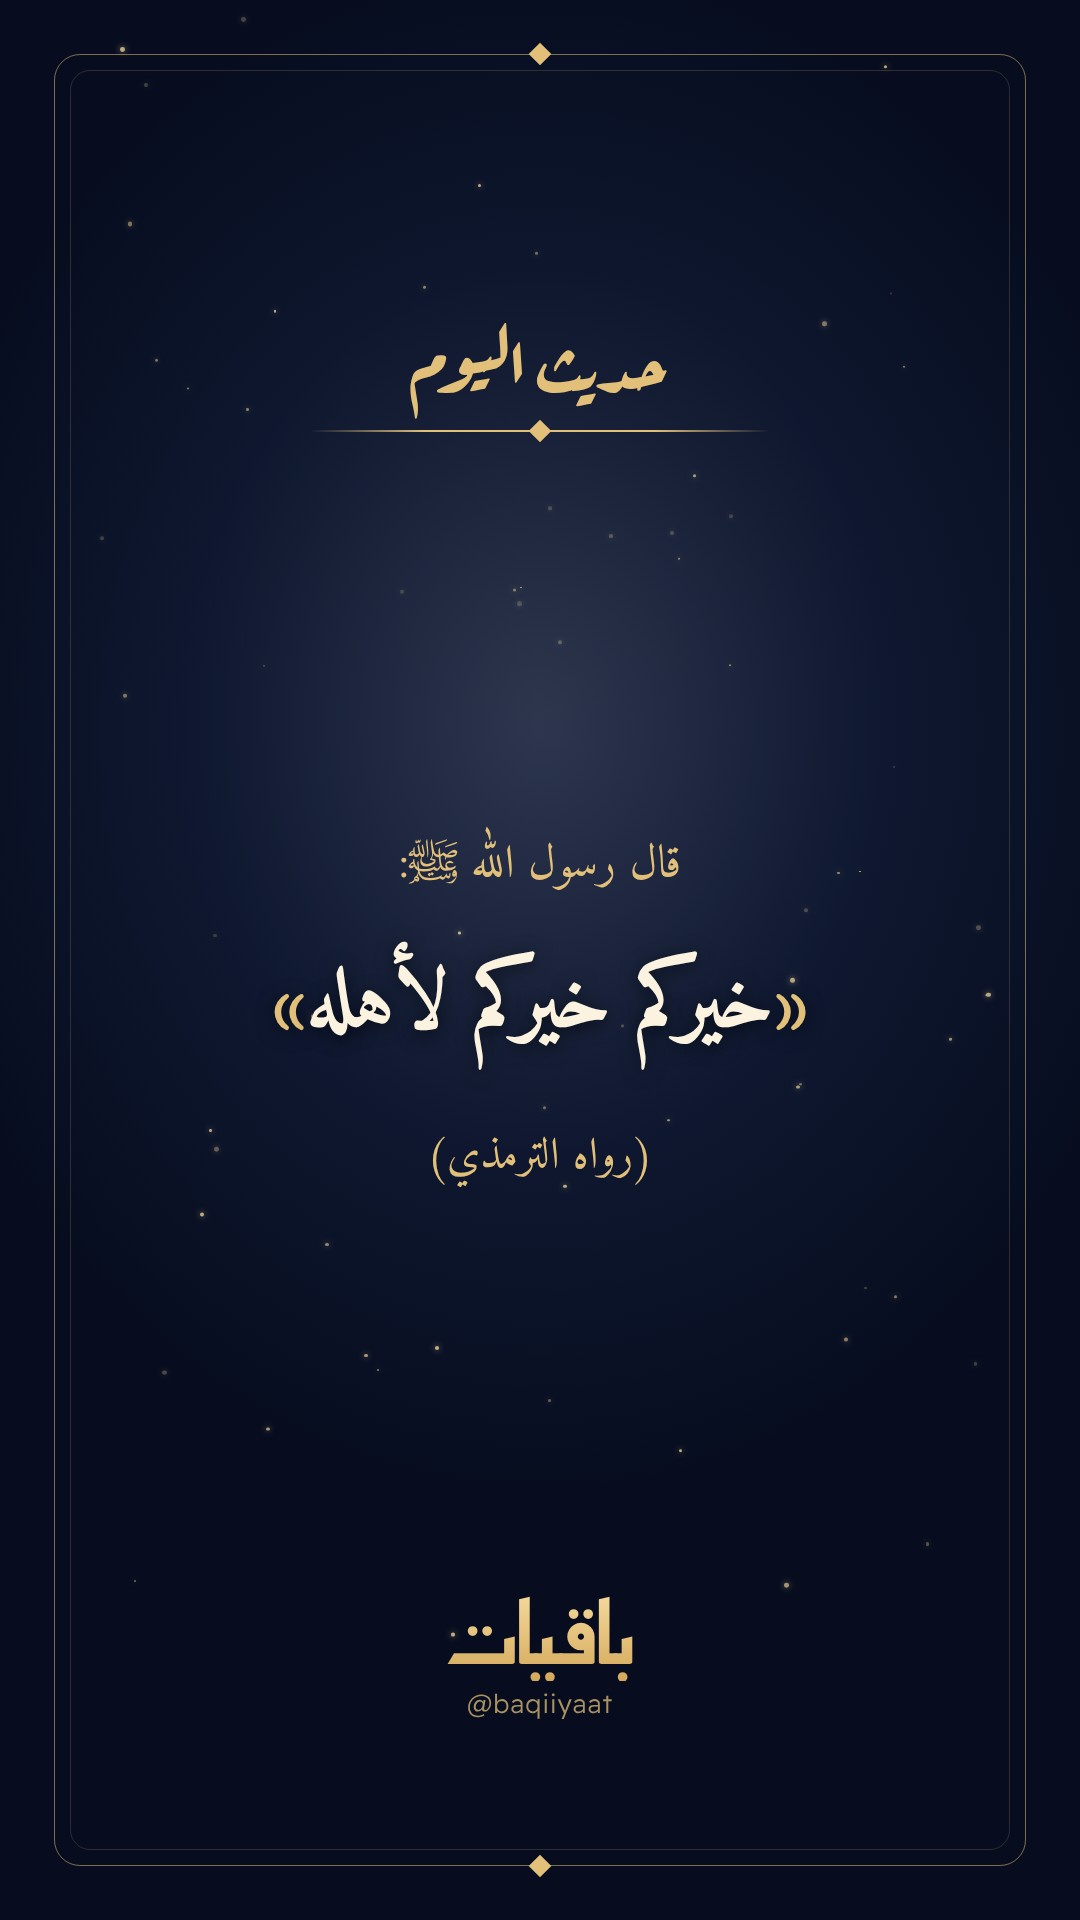 حديث اليوم
قال رسول الله ﷺ:
«خيركم خيركم لأهله»
(رواه الترمذي)
باقيات
@baqiiyaat